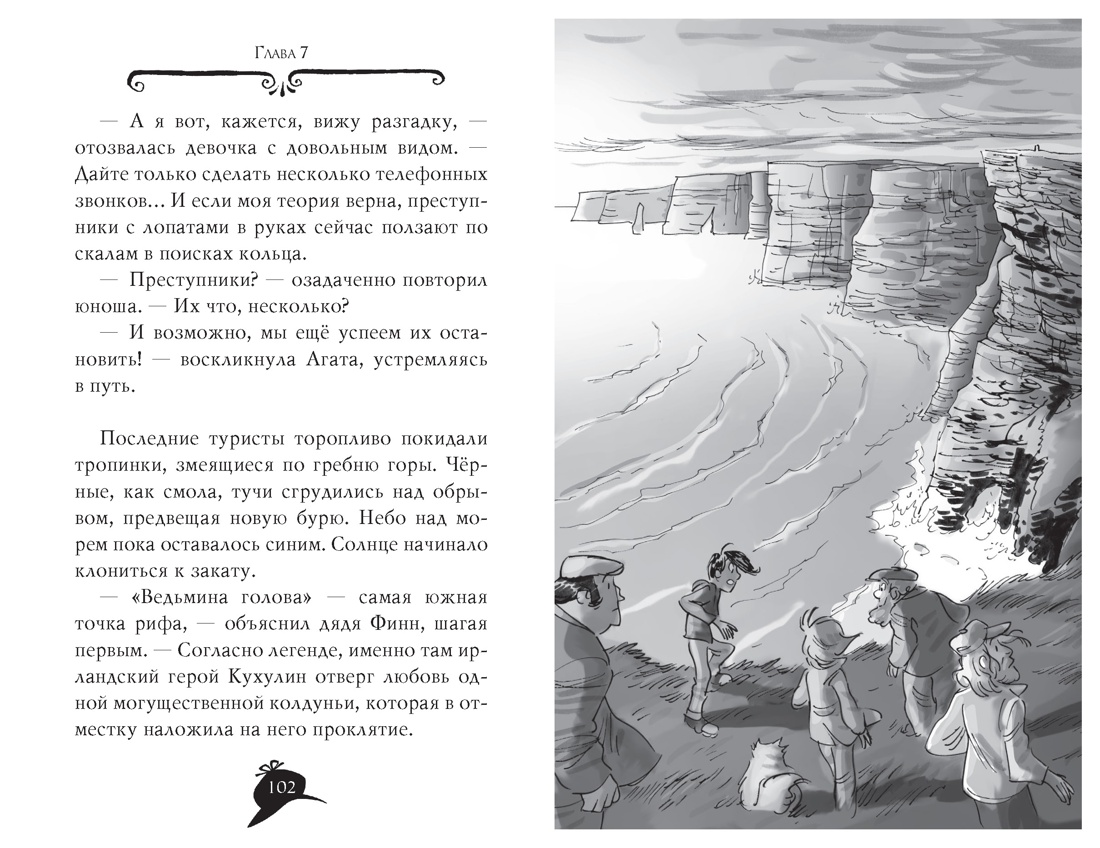 Глава 7
— А я вот, кажется, вижу разгадку, —
отозвалась девочка с довольным видом. —
Дайте только сделать несколько телефонных
звонков... И если моя теория верна, преступ-
ники с лопатами в руках сейчас ползают по
скалам в поисках кольца.
— Преступники? — озадаченно повторил
юноша. — Их что, несколько?
— И возможно, мы ещё успеем их оста-
новить! — воскликнула Агата, устремляясь
в путь.
Последние туристы торопливо покидали
тропинки, змеящиеся по гребню горы. Чёр-
ные, как смола, тучи сгрудились над обры-
вом, предвещая новую бурю. Небо над мо-
рем пока оставалось синим. Солнце начинало
клониться к закату.
— «Ведьмина голова» — самая южная
точка рифа, — объяснил дядя Финн, шагая
первым. — Согласно легенде, именно там ир-
ландский герой Кухулин отверг любовь од-
ной могущественной колдуньи, которая в от-
местку наложила на него проклятие.
102